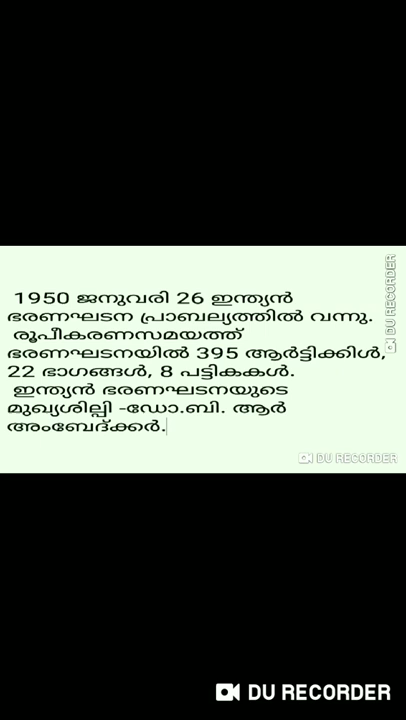 1950 ജനുവരി 26 ഇന്ത്യൻ
ഭരണഘടന പ്രാബല്യത്തിൽ വന്നു.
രൂപീകരണസമയത്ത്
ഭരണഘടനയിൽ 395 ആർട്ടിക്കിൾ,
22 ഭാഗങ്ങൾ, 8 പട്ടികകൾ.
ഇന്ത്യൻ ഭരണഘടനയുടെ
മുഖ്യശില്പി -ഡോ.ബി. ആർ
അംബേദ്ക്കർ.
DU RECORDER
DU RECORDER
DU RECORDER